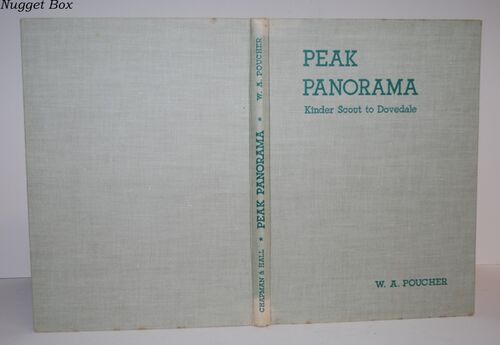 Nugget Box
PEAK
PANORAMA
Kinder Scout to Dovedale
W. A. POUCHER
CHAPMAN & HALL * PEAK PANORAMA * W. A. POUCHER